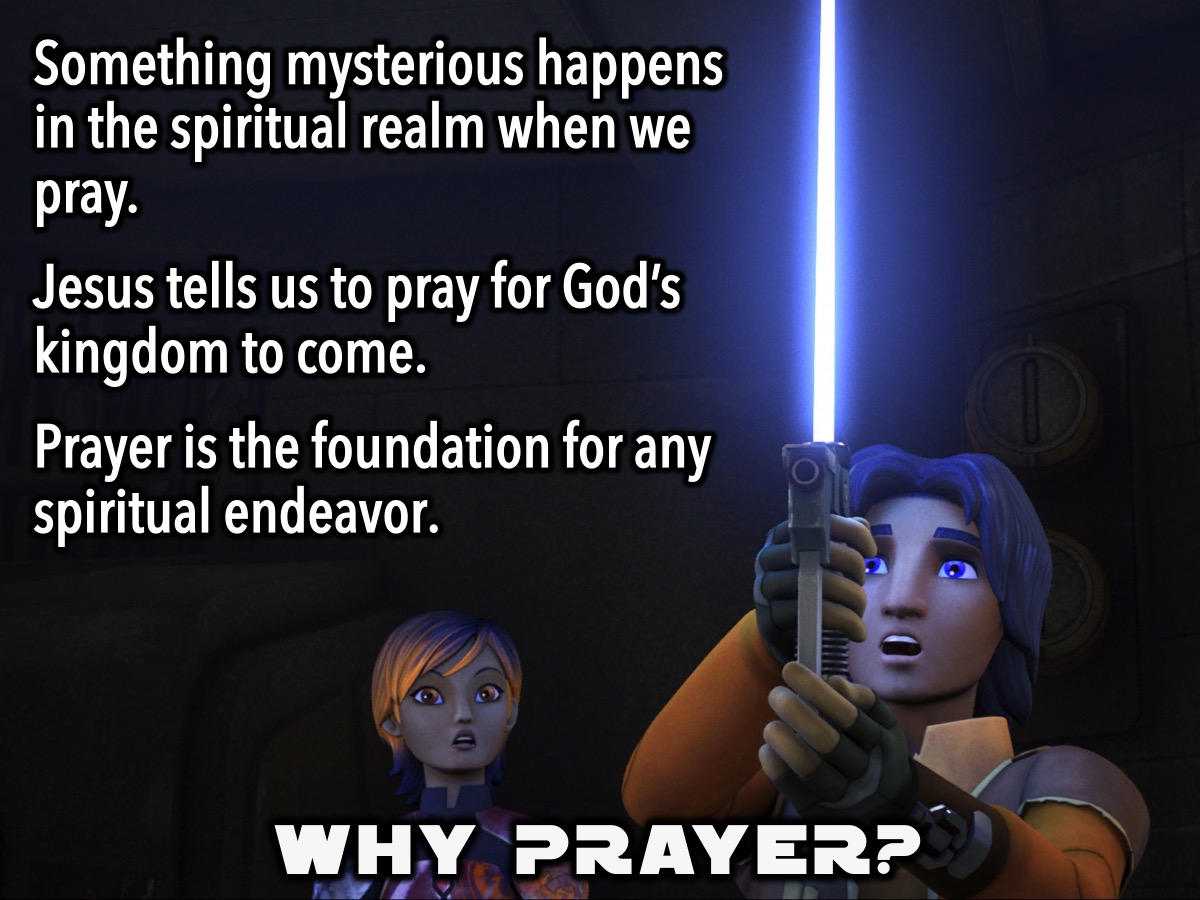 Something mysterious happens
in the spiritual realm when we
pray.
Jesus tells us to pray for God’s
kingdom to come.
Prayer is the foundation for any
spiritual endeavor.
WHY PRAYER?